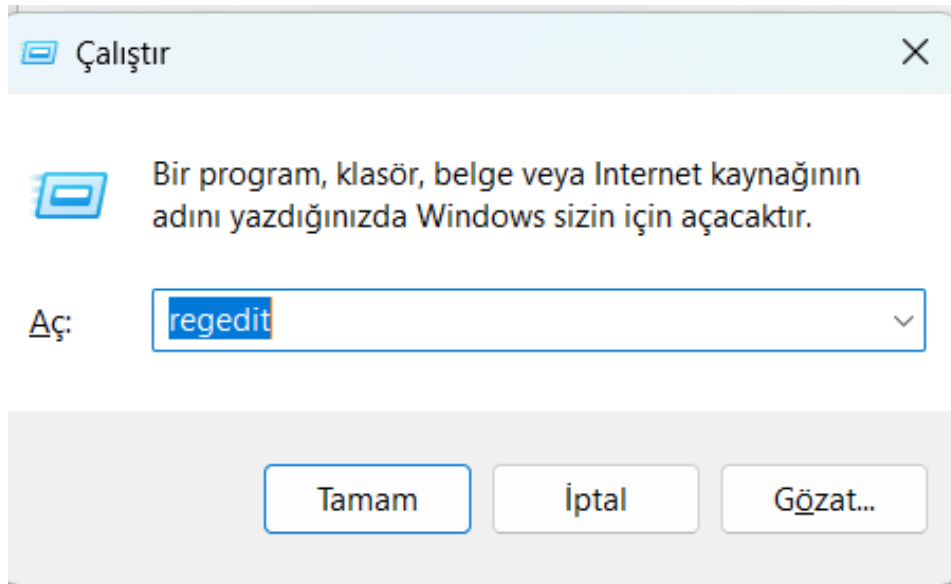 Çalıştır
Bir program, klasör, belge veya Internet kaynağının
adını yazdığınızda Windows sizin için açacaktır.
Aç:
regedit
Tamam
İptal
Gözat...